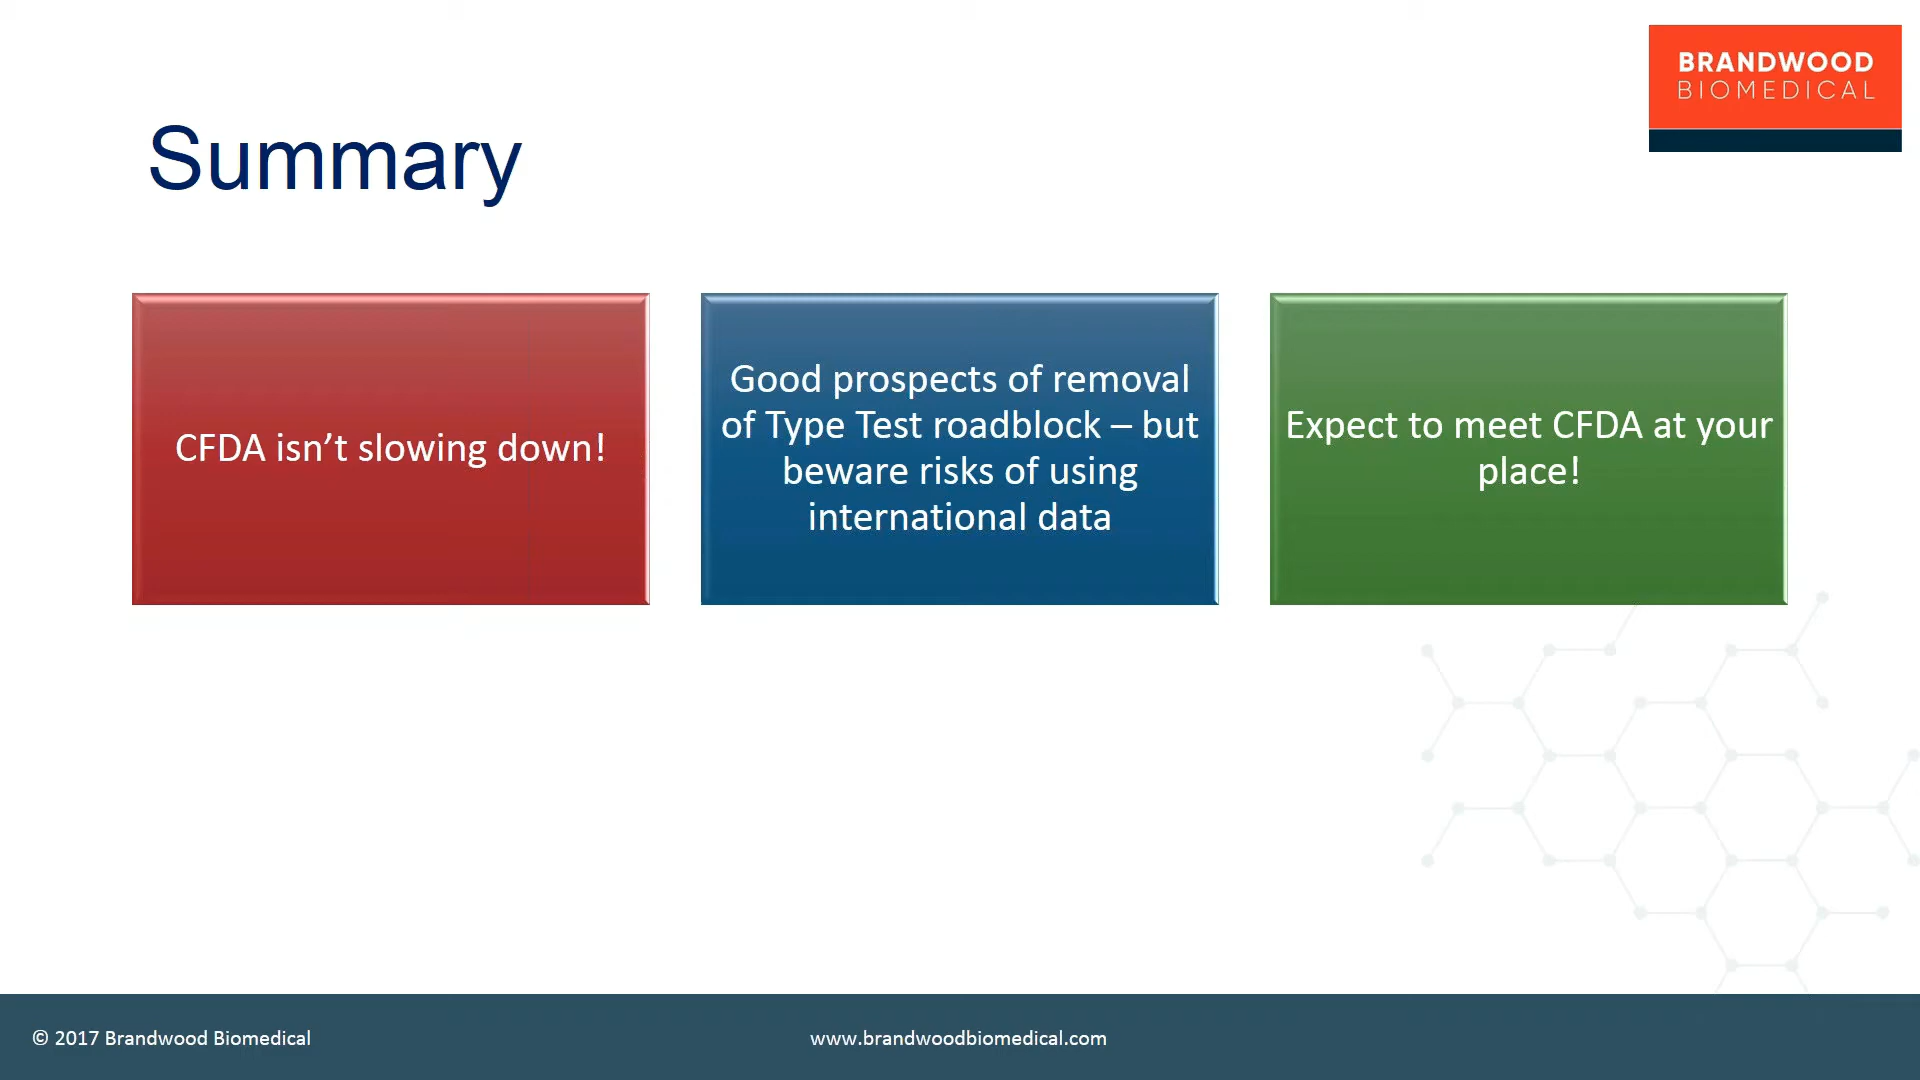 BRANDWOOD
BIOMEDICAL
Summary
CFDA isn’t slowing down!
Good prospects of removal
of Type Test roadblock – but
beware risks of using
international data
Expect to meet CFDA at your
place!
© 2017 Brandwood Biomedical
www.brandwoodbiomedical.com